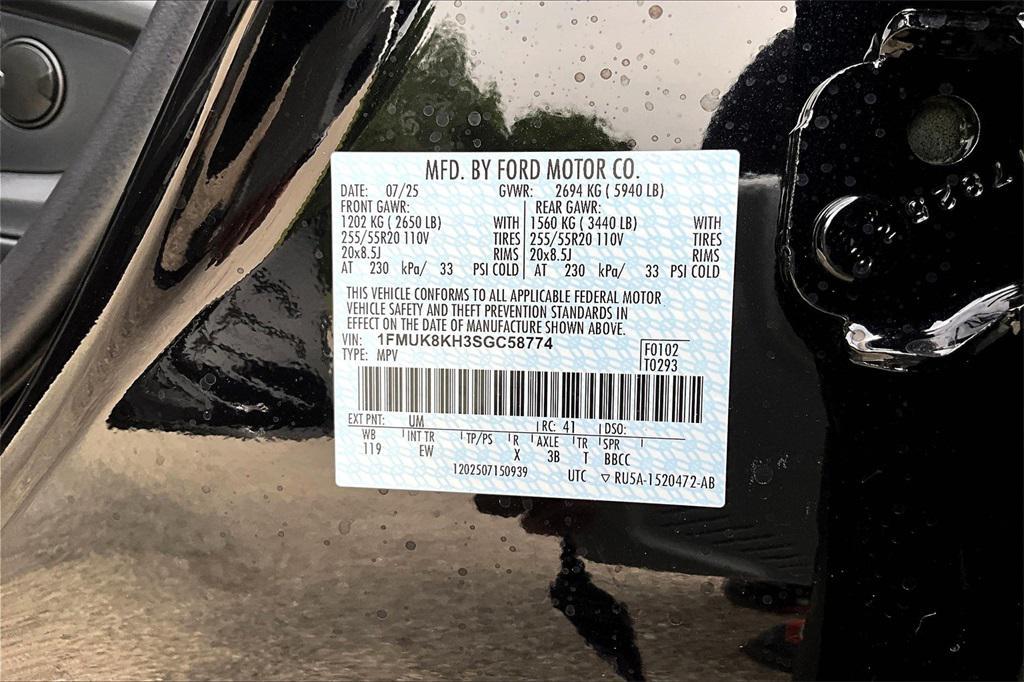 MFD. BY FORD MOTOR CO.
DATE: 07/25 GVWR: 2694 KG ( 5940 LB)
FRONT GAWR: REAR GAWR:
1202 KG ( 2650 LB) WITH 1560 KG ( 3440 LB) WITH
255/55R20 110V TIRES 255/55R20 110V TIRES
20x8.5J RIMS 20x8.5J RIMS
AT 230 kPa/ 33 PSI COLD AT 230 kPa/ 33 PSI COLD
THIS VEHICLE CONFORMS TO ALL APPLICABLE FEDERAL MOTOR
VEHICLE SAFETY AND THEFT PREVENTION STANDARDS IN
EFFECT ON THE DATE OF MANUFACTURE SHOWN ABOVE.
VIN: 1FMUK8KH3SGC58774
TYPE: MPV
F0102
T0293
EXT PNT: UM RC: 41 DSO:
WB INT TR TP/PS R AXLE TR SPR
119 EW X 3B T BBCC
1202507150939 UTC ▽ RU5A-1520472-AB